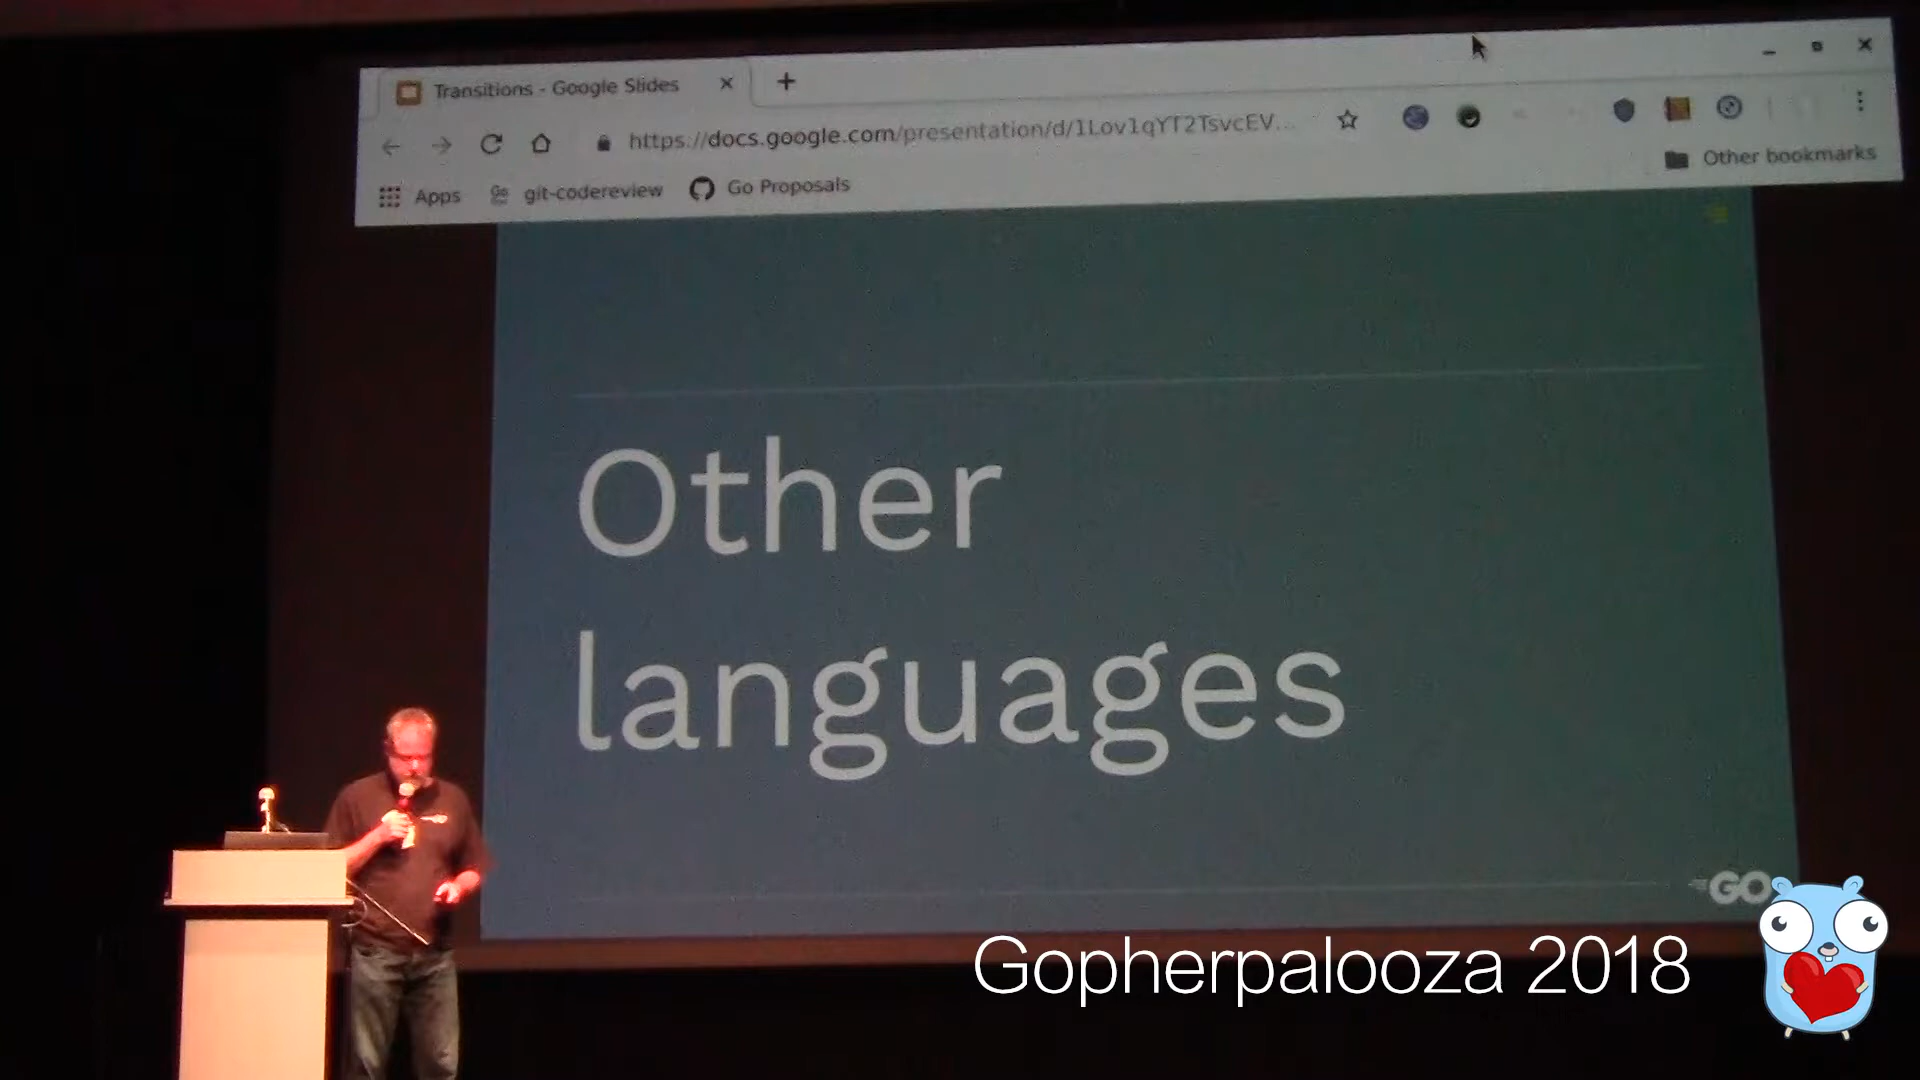 Transitions - Google Slides
https://docs.google.com/presentation/d/1Lov1qYT2TsvcEV...
Other bookmarks
Apps
Go
git-codereview
Go Proposals
Other
languages
GO
Gopherpalooza 2018